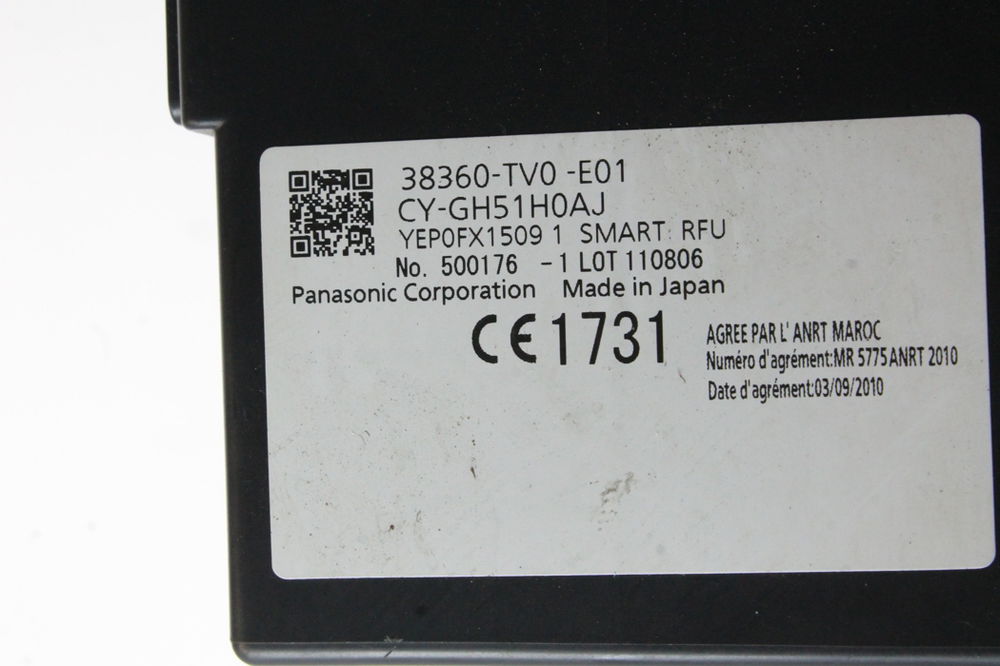 38360-TV0 -E01
CY-GH51H0AJ
YEP0FX1509 1 SMART RFU
No. 500176 -1 LOT 110806
Panasonic Corporation Made in Japan
CE 1731
AGREE PAR L' ANRT MAROC
Numéro d'agrément:MR 5775 ANRT 2010
Date d'agrément:03/09/2010